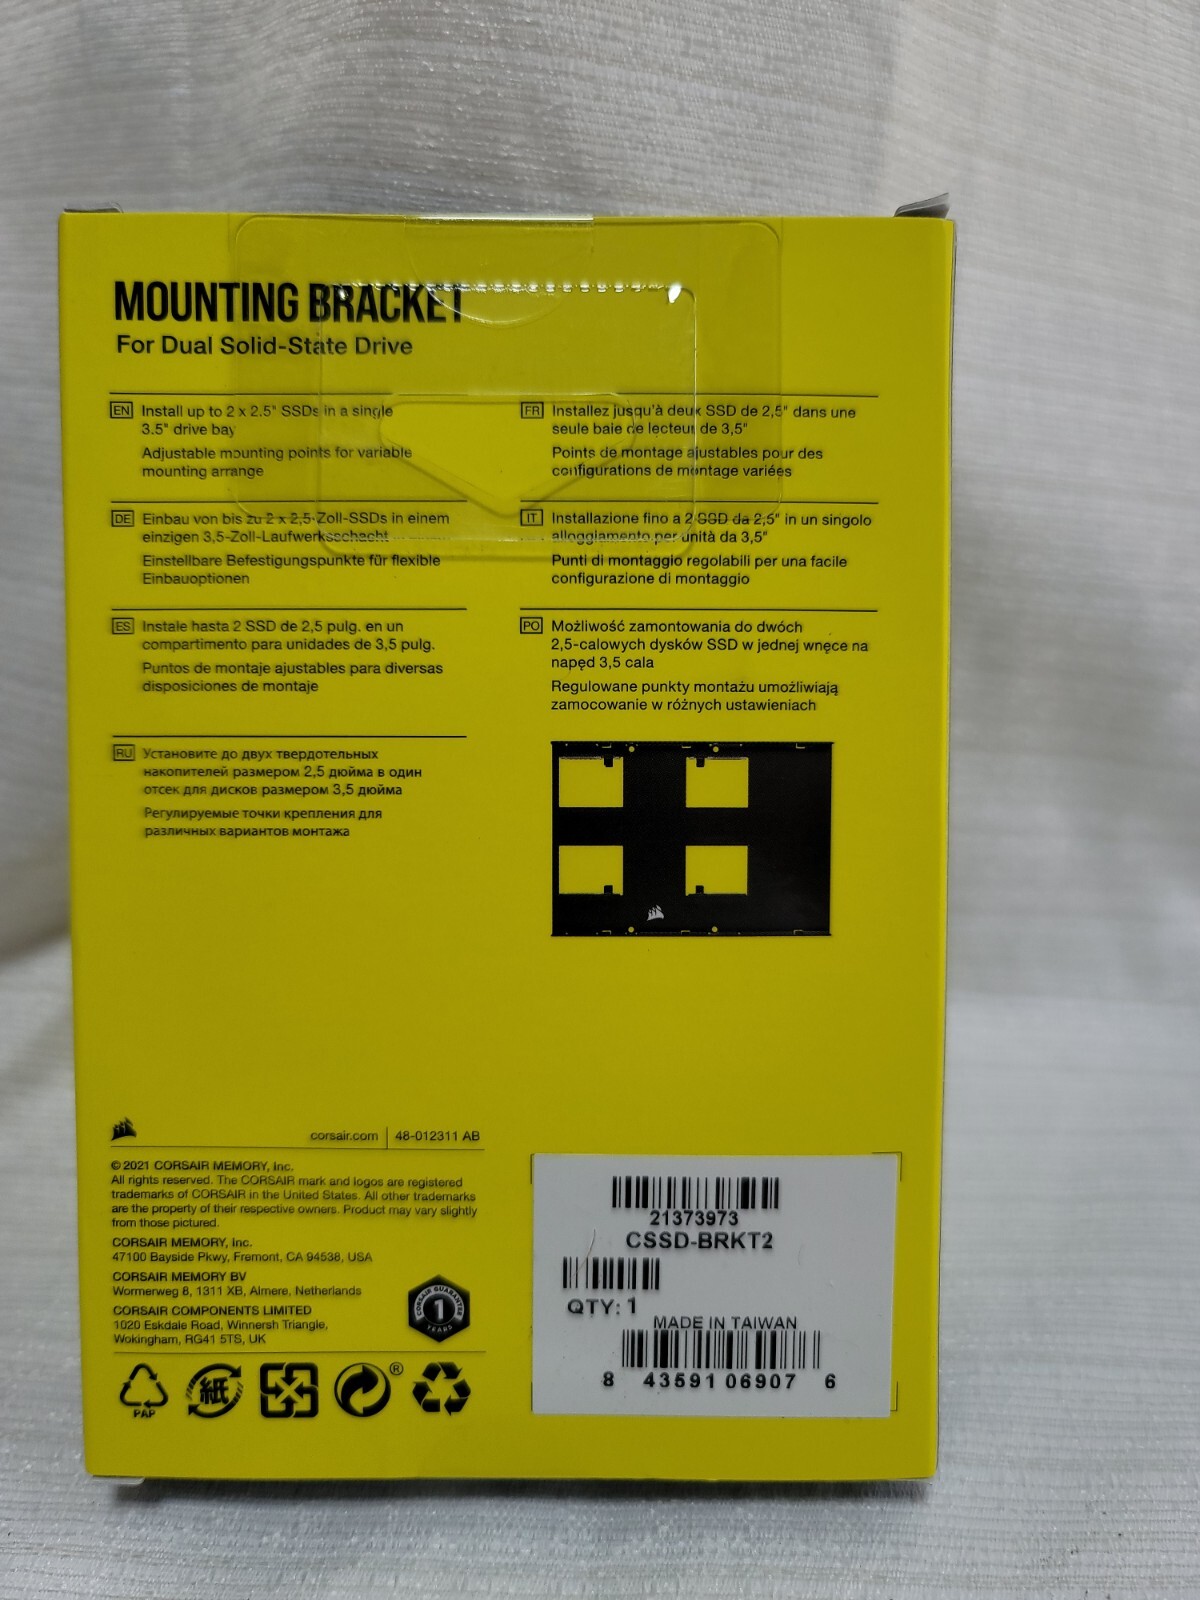 MOUNTING BRACKET
For Dual Solid-State Drive
EN Install up to 2 x 2.5" SSDs in a single
3.5" drive bay
Adjustable mounting points for variable
mounting arrange
FR Installez jusqu'à deux SSD de 2,5" dans une
seule baie de lecteur de 3,5"
Points de montage ajustables pour des
configurations de montage variées
DE Einbau von bis zu 2 x 2,5-Zoll-SSDs in einem
einzigen 3,5-Zoll-Laufwerksschacht
Einstellbare Befestigungspunkte für flexible
Einbauoptionen
IT Installazione fino a 2 SSD da 2,5" in un singolo
alloggiamento per unità da 3,5"
Punti di montaggio regolabili per una facile
configurazione di montaggio
ES Instale hasta 2 SSD de 2,5 pulg. en un
compartimento para unidades de 3,5 pulg.
Puntos de montaje ajustables para diversas
disposiciones de montaje
PO Możliwość zamontowania do dwóch
2,5-calowych dysków SSD w jednej wnęce na
napęd 3,5 cala
Regulowane punkty montażu umożliwiają
zamocowanie w różnych ustawieniach
RU Установите до двух твердотельных
накопителей размером 2,5 дюйма в один
отсек для дисков размером 3,5 дюйма
Регулируемые точки крепления для
различных вариантов монтажа
corsair.com | 48-012311 AB
© 2021 CORSAIR MEMORY, Inc.
All rights reserved. The CORSAIR mark and logos are registered
trademarks of CORSAIR in the United States. All other trademarks
are the property of their respective owners. Product may vary slightly
from those pictured.
CORSAIR MEMORY, Inc.
47100 Bayside Pkwy, Fremont, CA 94538, USA
CORSAIR MEMORY BV
Wormerweg 8, 1311 XB, Almere, Netherlands
CORSAIR COMPONENTS LIMITED
1020 Eskdale Road, Winnersh Triangle,
Wokingham, RG41 5TS, UK
CORSAIR GUARANTEE
1
YEARS
PAP
紙
®
21373973
CSSD-BRKT2
QTY: 1
MADE IN TAIWAN
8 43591 06907 6